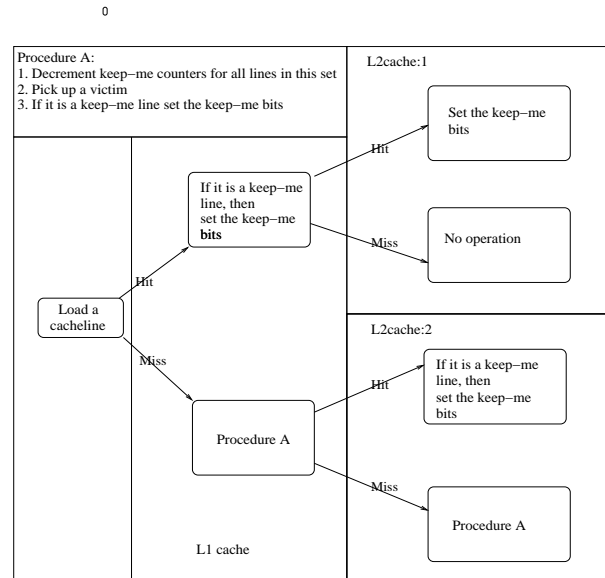 0
Procedure A:
1. Decrement keep−me counters for all lines in this set
2. Pick up a victim
3. If it is a keep−me line set the keep−me bits
L2cache:1
Set the keep−me
bits
Hit
If it is a keep−me
line, then
set the keep−me
bits
Miss
No operation
Hit
Load a
cacheline
Miss
L2cache:2
If it is a keep−me
line, then
set the keep−me
bits
Hit
Procedure A
Miss
Procedure A
L1 cache